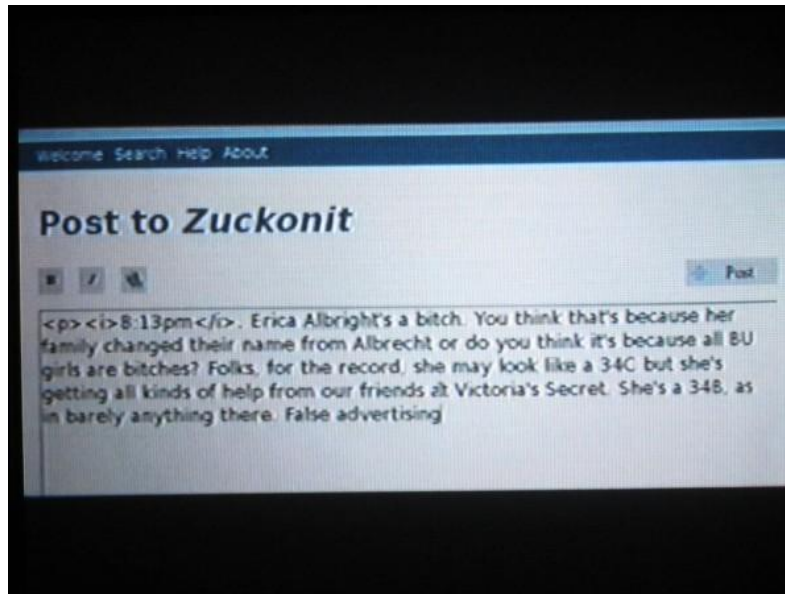 Welcome Search Help About
Post to Zuckonit
B I
Post
<p><i>8:13pm</i>. Erica Albright's a bitch. You think that's because her
family changed their name from Albrecht or do you think it's because all BU
girls are bitches? Folks, for the record, she may look like a 34C but she's
getting all kinds of help from our friends at Victoria's Secret. She's a 34B, as
in barely anything there. False advertising